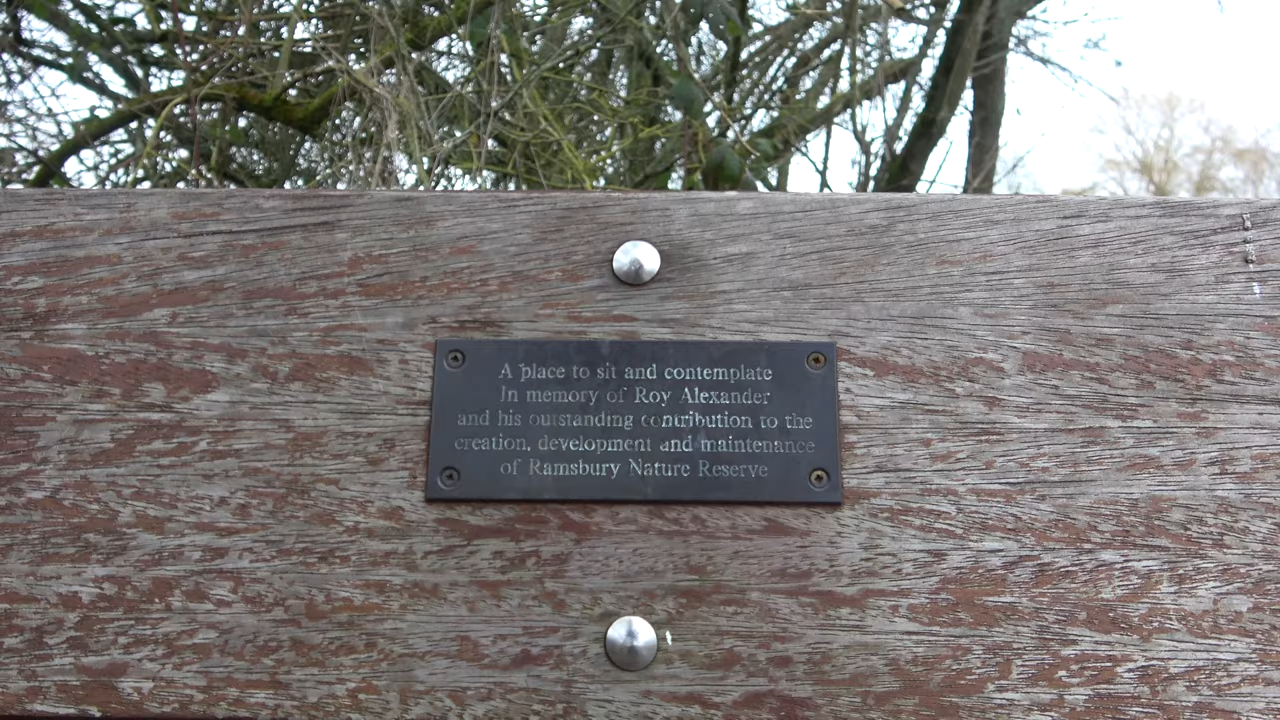 A place to sit and contemplate
In memory of Roy Alexander
and his outstanding contribution to the
creation, development and maintenance
of Ramsbury Nature Reserve